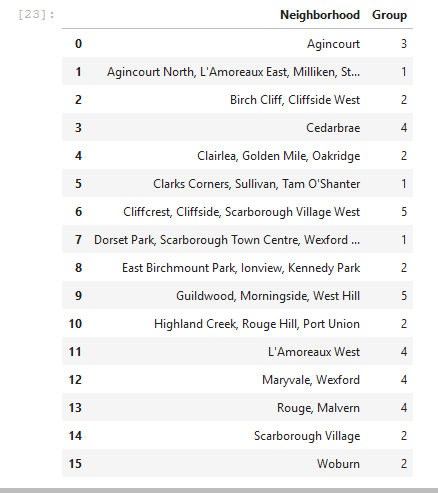 [23]: Neighborhood Group
0 Agincourt 3
1 Agincourt North, L'Amoreaux East, Milliken, St... 1
2 Birch Cliff, Cliffside West 2
3 Cedarbrae 4
4 Clairlea, Golden Mile, Oakridge 2
5 Clarks Corners, Sullivan, Tam O'Shanter 1
6 Cliffcrest, Cliffside, Scarborough Village West 5
7 Dorset Park, Scarborough Town Centre, Wexford ... 1
8 East Birchmount Park, Ionview, Kennedy Park 2
9 Guildwood, Morningside, West Hill 5
10 Highland Creek, Rouge Hill, Port Union 2
11 L'Amoreaux West 4
12 Maryvale, Wexford 4
13 Rouge, Malvern 4
14 Scarborough Village 2
15 Woburn 2